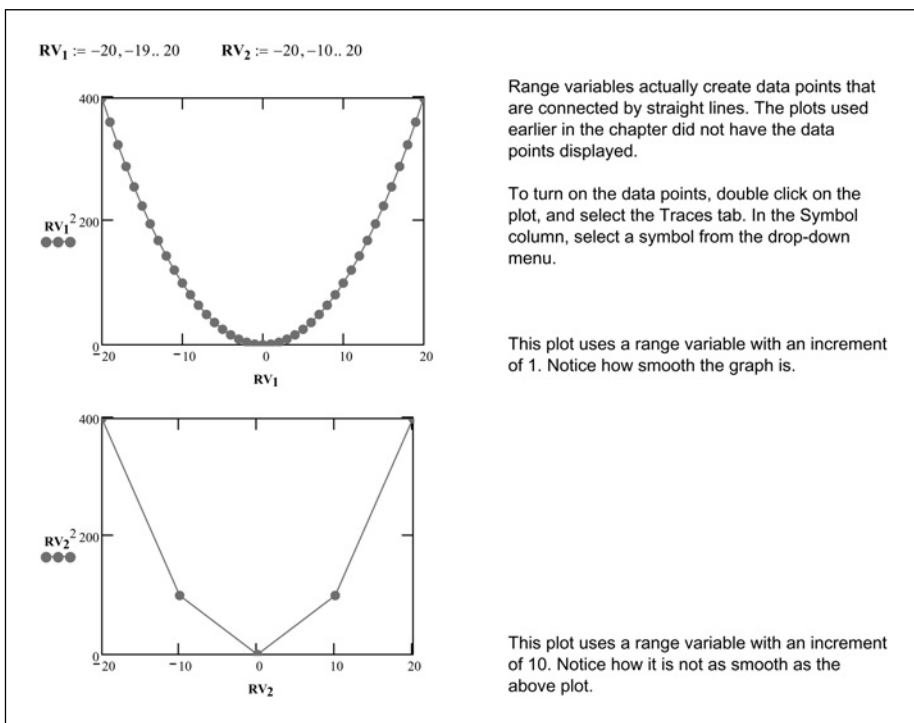 RV1 := −20, −19.. 20 RV2 := −20, −10.. 20
Range variables actually create data points that
are connected by straight lines. The plots used
earlier in the chapter did not have the data
points displayed.
To turn on the data points, double click on the
plot, and select the Traces tab. In the Symbol
column, select a symbol from the drop-down
menu.
400
RV1² 200
0
−20 −10 0 10 20
RV1
This plot uses a range variable with an increment
of 1. Notice how smooth the graph is.
400
RV2² 200
0
−20 −10 0 10 20
RV2
This plot uses a range variable with an increment
of 10. Notice how it is not as smooth as the
above plot.